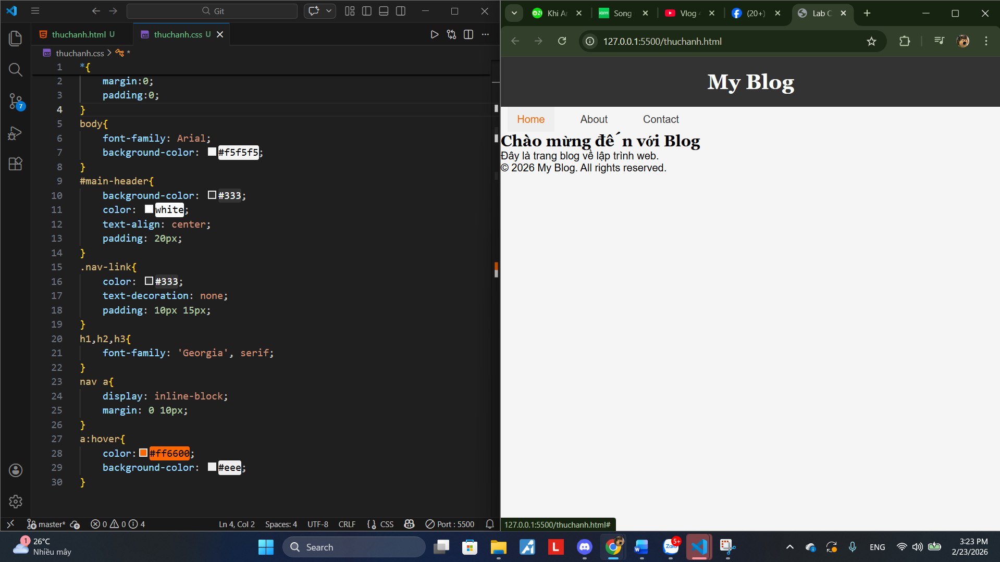 Git
thuchanh.html U
thuchanh.css U
thuchanh.css > *
1 *{
2 margin:0;
3 padding:0;
4 }
5 body{
6 font-family: Arial;
7 background-color: #f5f5f5;
8 }
9 #main-header{
10 background-color: #333;
11 color: white;
12 text-align: center;
13 padding: 20px;
14 }
15 .nav-link{
16 color: #333;
17 text-decoration: none;
18 padding: 10px 15px;
19 }
20 h1,h2,h3{
21 font-family: 'Georgia', serif;
22 }
23 nav a{
24 display: inline-block;
25 margin: 0 10px;
26 }
27 a:hover{
28 color: #ff6600;
29 background-color: #eee;
30 }
7
master* 0 0 4 Ln 4, Col 2 Spaces: 4 UTF-8 CRLF {} CSS Port : 5500
Khi Ar
Song
Vlog
(20+)
Lab C
127.0.0.1:5500/thuchanh.html
My Blog
Home About Contact
Chào mừng đến với Blog
Đây là trang blog về lập trình web.
© 2026 My Blog. All rights reserved.
127.0.0.1:5500/thuchanh.html#
1
26°C
Nhiều mây
Search
L
Zalo
5+
ENG
3:23 PM
2/23/2026